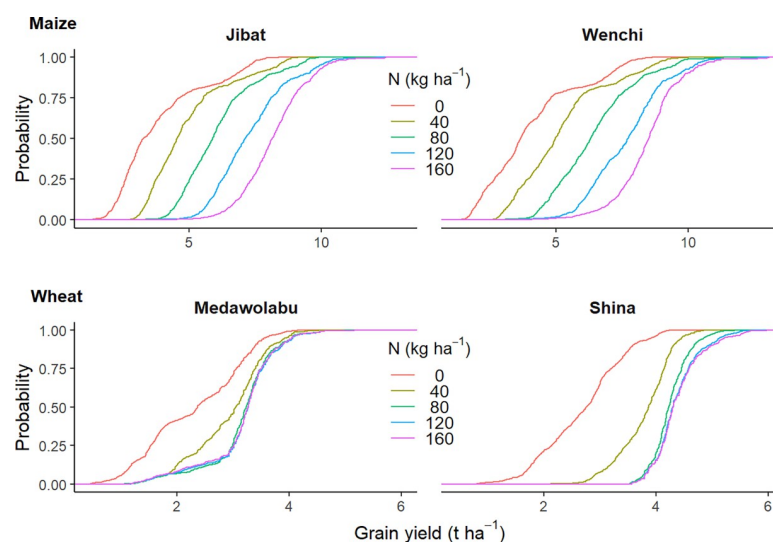 Maize
Jibat
Wenchi
Probability
1.00
0.75
0.50
0.25
0.00
5
10
N (kg ha⁻¹)
0
40
80
120
160
5
10
Wheat
Medawolabu
Shina
Probability
1.00
0.75
0.50
0.25
0.00
2
4
6
N (kg ha⁻¹)
0
40
80
120
160
2
4
6
Grain yield (t ha⁻¹)